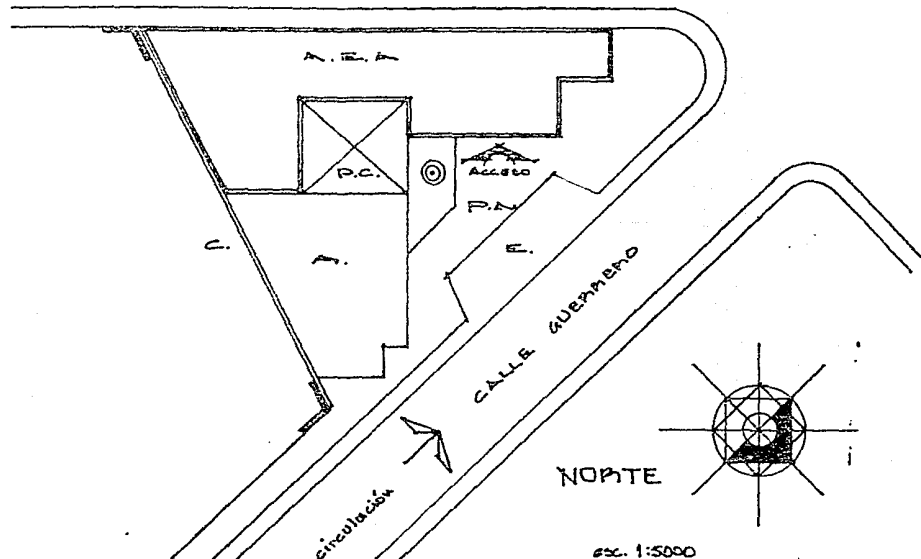 A.E.A
P.C.
ACCESO
P.N
C.
A.
E.
CALLE GUERRERO
circulación
NORTE
esc. 1:5000